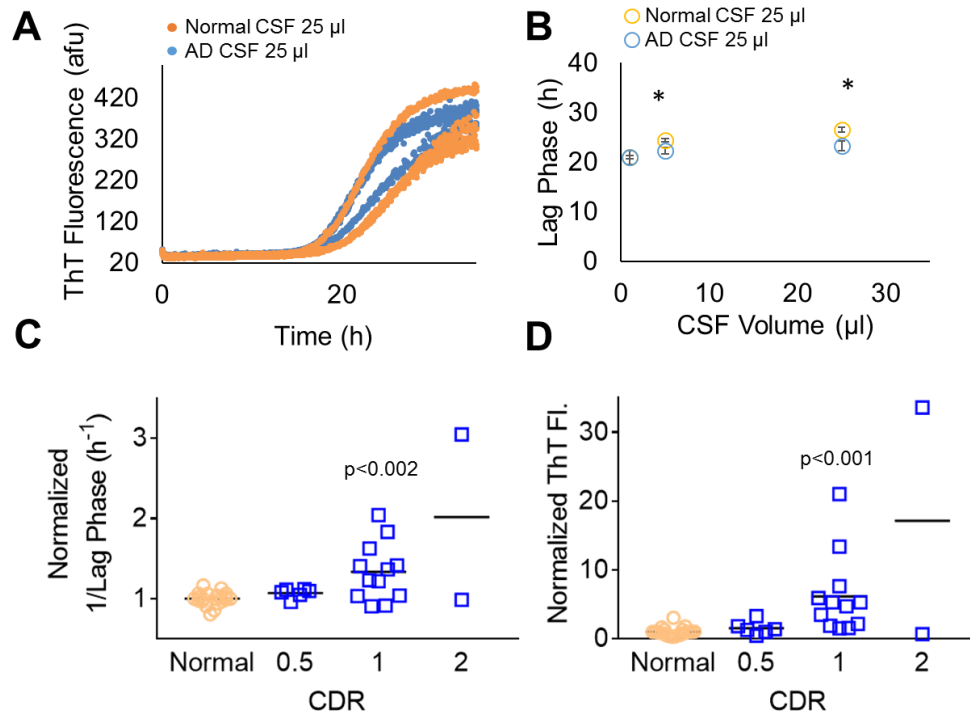 A
Normal CSF 25 µl
AD CSF 25 µl
ThT Fluorescence (afu)
420
320
220
120
20
0
20
Time (h)
B
Normal CSF 25 µl
AD CSF 25 µl
Lag Phase (h)
40
30
20
10
0
*
*
0
10
20
30
CSF Volume (µl)
C
Normalized
1/Lag Phase (h⁻¹)
3
2
1
p<0.002
Normal
0.5
1
2
CDR
D
Normalized ThT Fl.
30
20
10
0
p<0.001
Normal
0.5
1
2
CDR